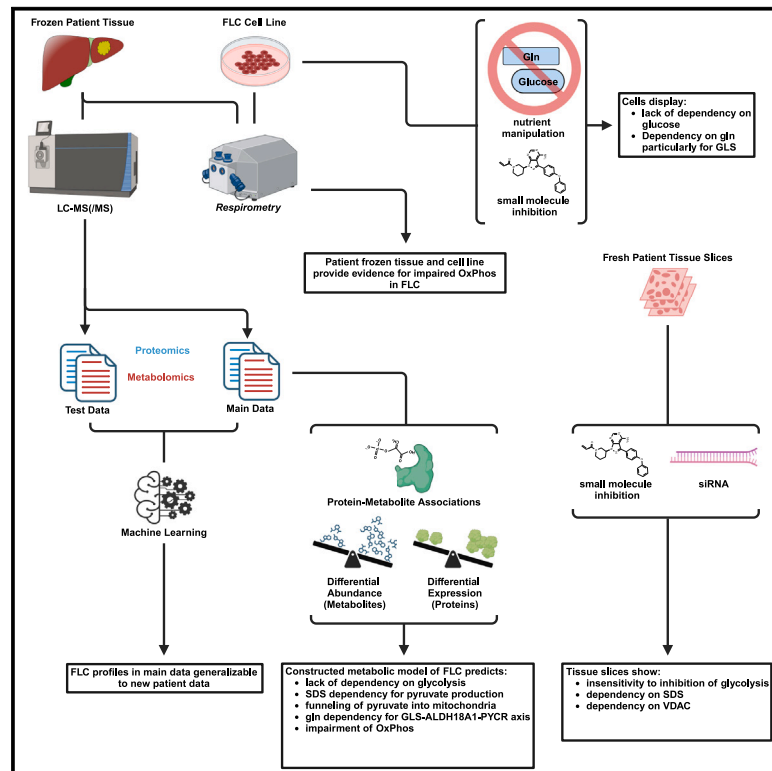 Frozen Patient Tissue
FLC Cell Line
Gln
Glucose
nutrient
manipulation
small molecule
inhibition
Cells display:
• lack of dependency on
glucose
• Dependency on gln
particularly for GLS
LC-MS(/MS)
Respirometry
Patient frozen tissue and cell line
provide evidence for impaired OxPhos
in FLC
Fresh Patient Tissue Slices
Proteomics
Metabolomics
Test Data
Main Data
Machine Learning
Protein-Metabolite Associations
Differential
Abundance
(Metabolites)
Differential
Expression
(Proteins)
small molecule
inhibition
siRNA
FLC profiles in main data generalizable
to new patient data
Constructed metabolic model of FLC predicts:
• lack of dependency on glycolysis
• SDS dependency for pyruvate production
• funneling of pyruvate into mitochondria
• gln dependency for GLS-ALDH18A1-PYCR axis
• impairment of OxPhos
Tissue slices show:
• insensitivity to inhibition of glycolysis
• dependency on SDS
• dependency on VDAC